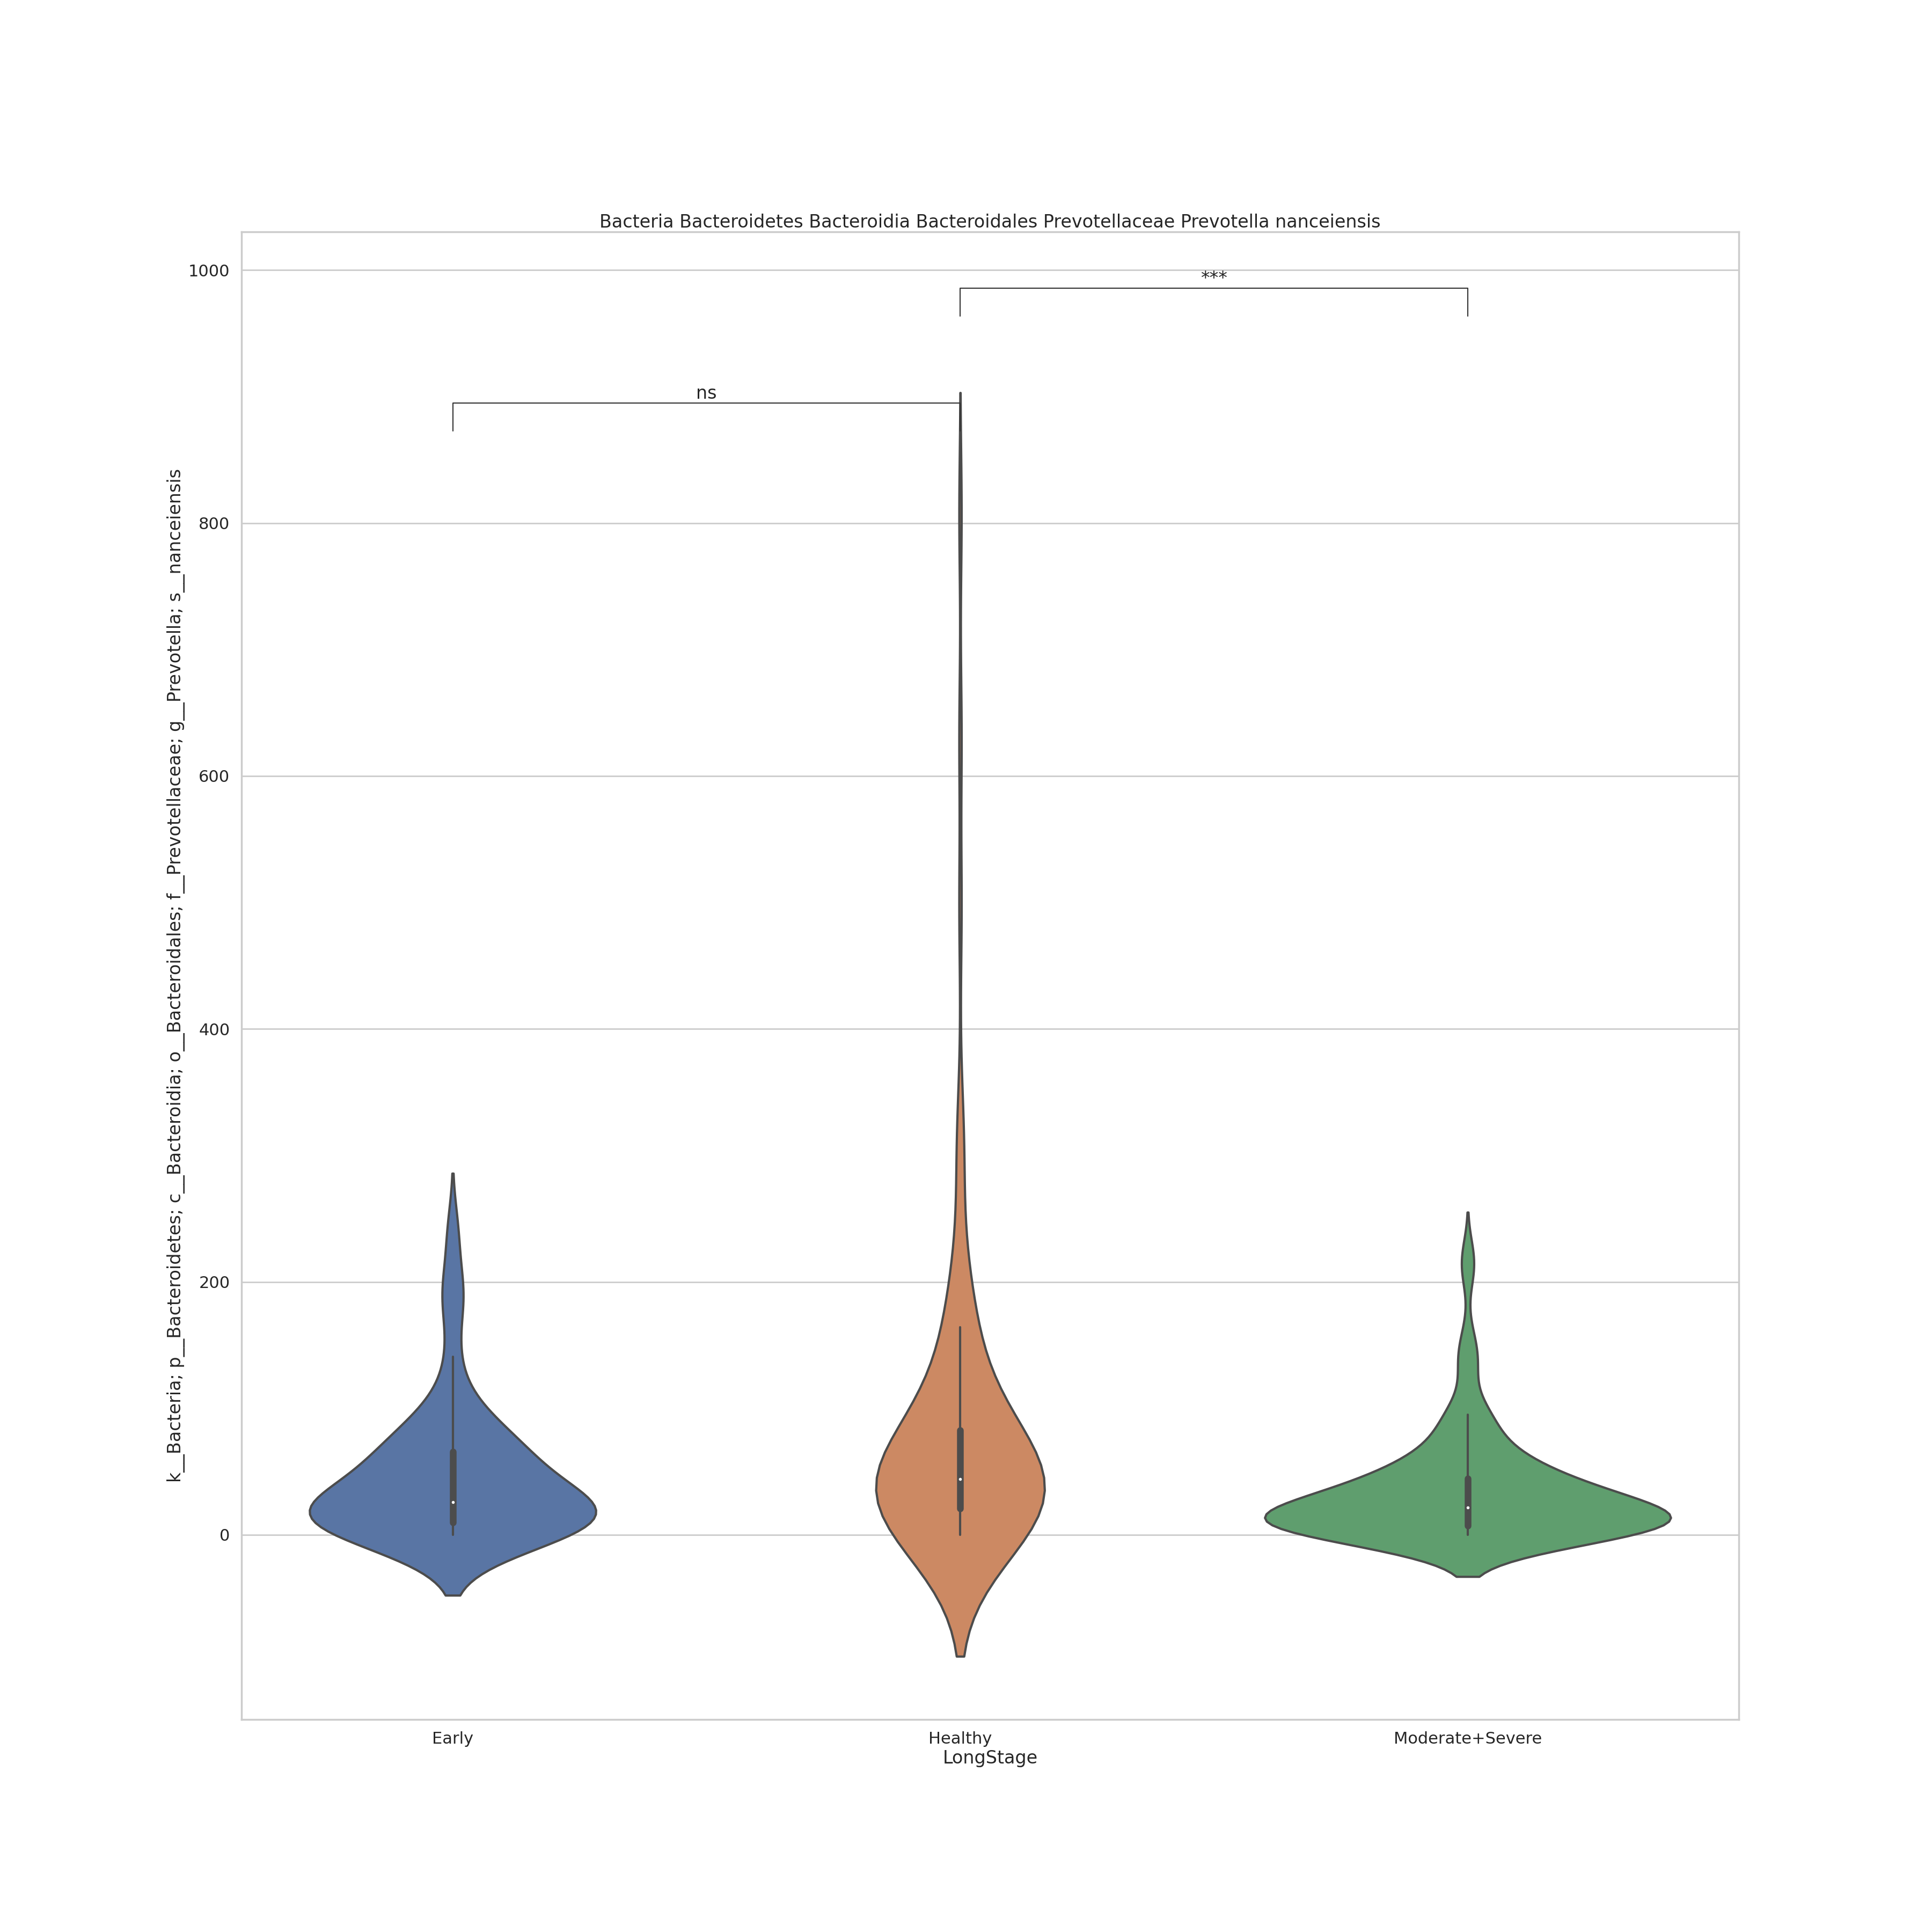 Bacteria Bacteroidetes Bacteroidia Bacteroidales Prevotellaceae Prevotella nanceiensis
1000
***
ns
800
600
400
200
0
k__Bacteria; p__Bacteroidetes; c__Bacteroidia; o__Bacteroidales; f__Prevotellaceae; g__Prevotella; s__nanceiensis
Early
Healthy
Moderate+Severe
LongStage